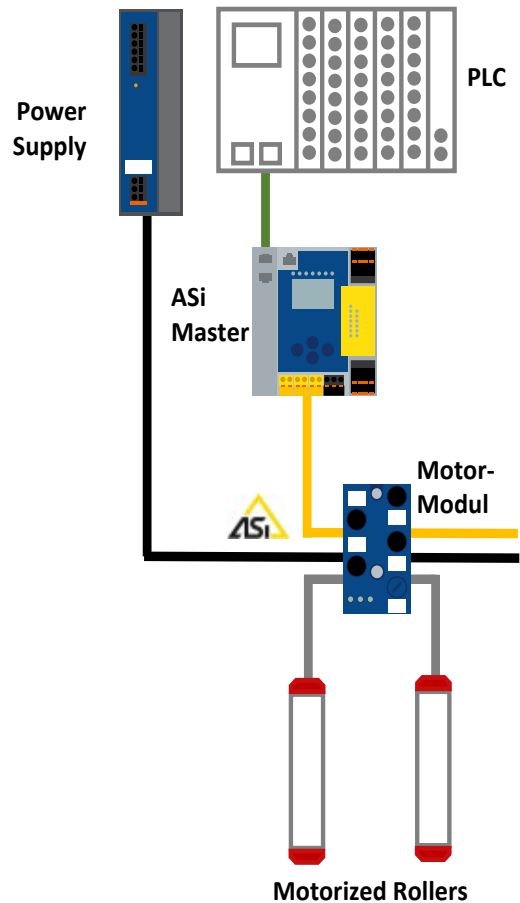 PLC
Power
Supply
ASi
Master
Motor-
Modul
ASi
Motorized Rollers